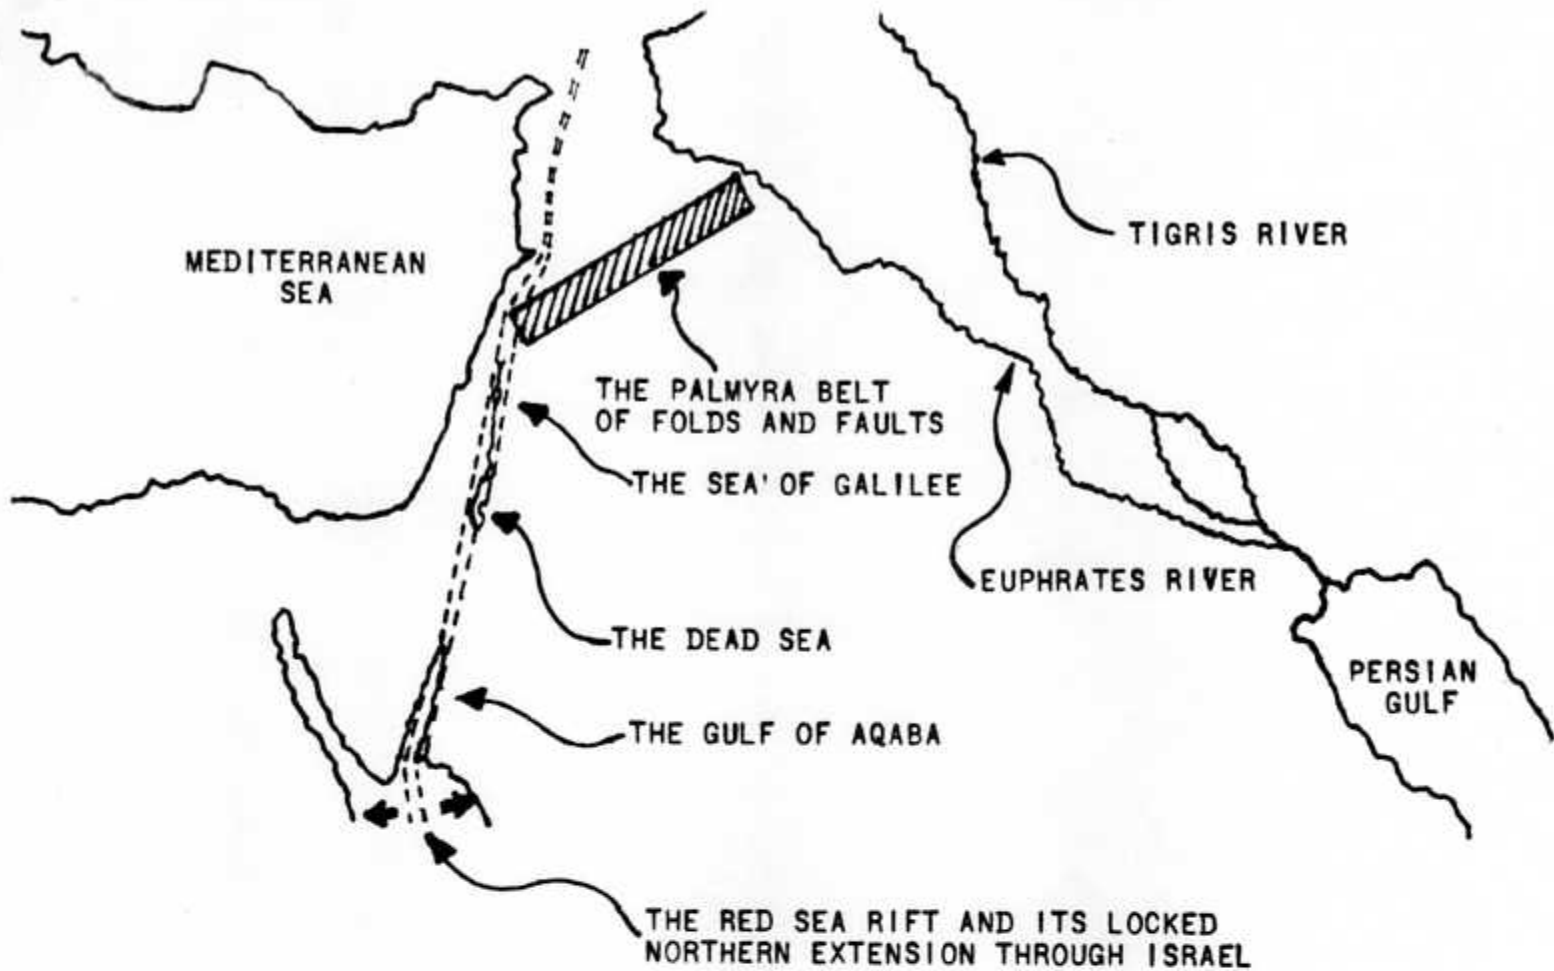 TIGRIS RIVER
MEDITERRANEAN
SEA
THE PALMYRA BELT
OF FOLDS AND FAULTS
THE SEA' OF GALILEE
EUPHRATES RIVER
THE DEAD SEA
PERSIAN
GULF
THE GULF OF AQABA
THE RED SEA RIFT AND ITS LOCKED
NORTHERN EXTENSION THROUGH ISRAEL